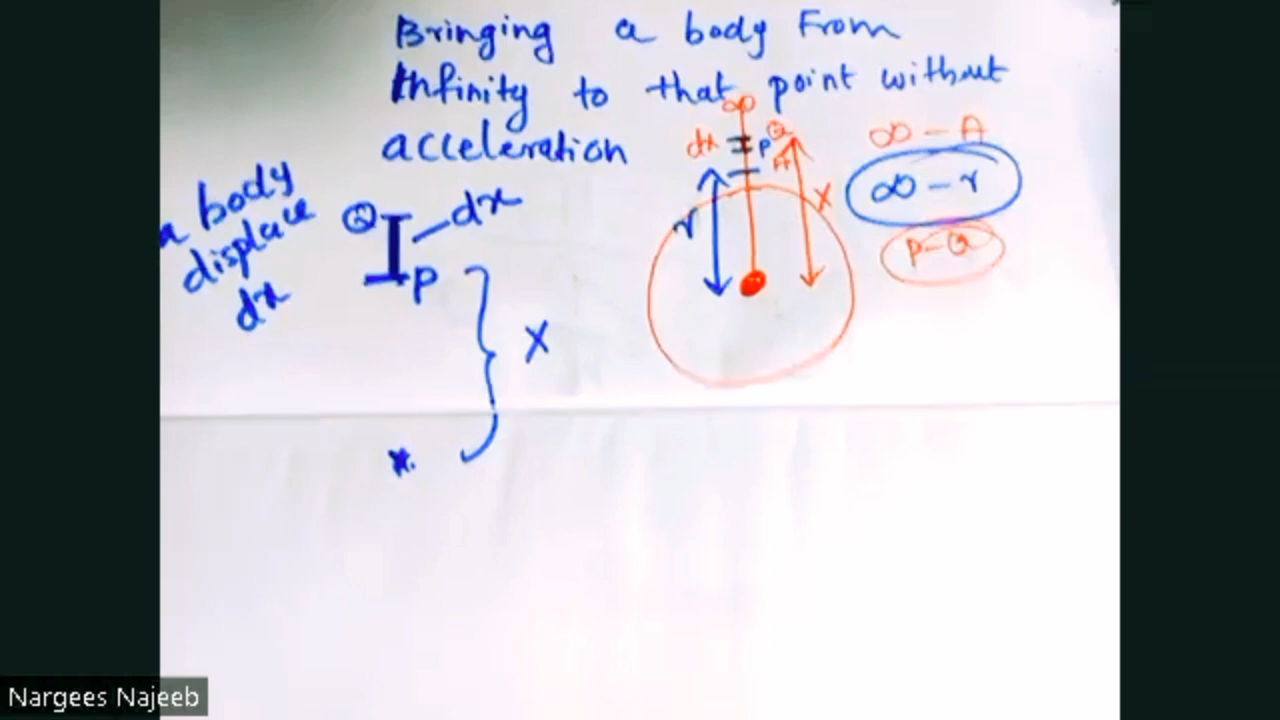 Bringing a body From
Infinity to that point without
acceleration
a body
displace
dx
Q
dx
P
X
∞
dx
Q
P
A
r
X
∞ - A
∞ - r
P - Q
Nargees Najeeb